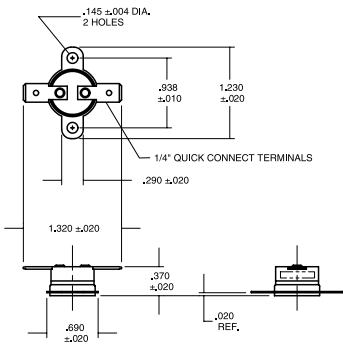 .145 ±.004 DIA.
2 HOLES
.938
±.010
1.230
±.020
1/4" QUICK CONNECT TERMINALS
.290 ±.020
1.320 ±.020
.370
±.020
.020
REF.
.690
±.020